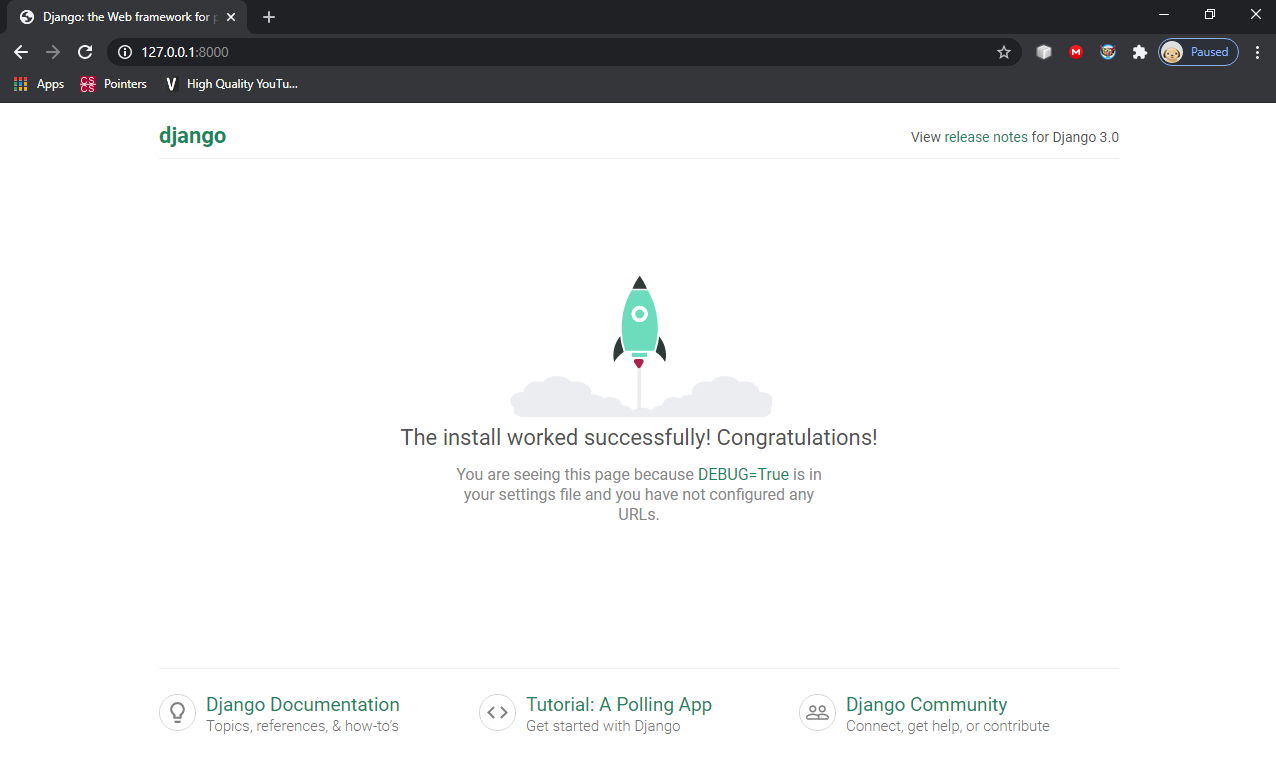 Django: the Web framework for p
127.0.0.1:8000
Paused
Apps
CS
CS
Pointers
V
High Quality YouTu...
django
View release notes for Django 3.0
The install worked successfully! Congratulations!
You are seeing this page because DEBUG=True is in
your settings file and you have not configured any
URLs.
Django Documentation
Topics, references, & how-to's
Tutorial: A Polling App
Get started with Django
Django Community
Connect, get help, or contribute